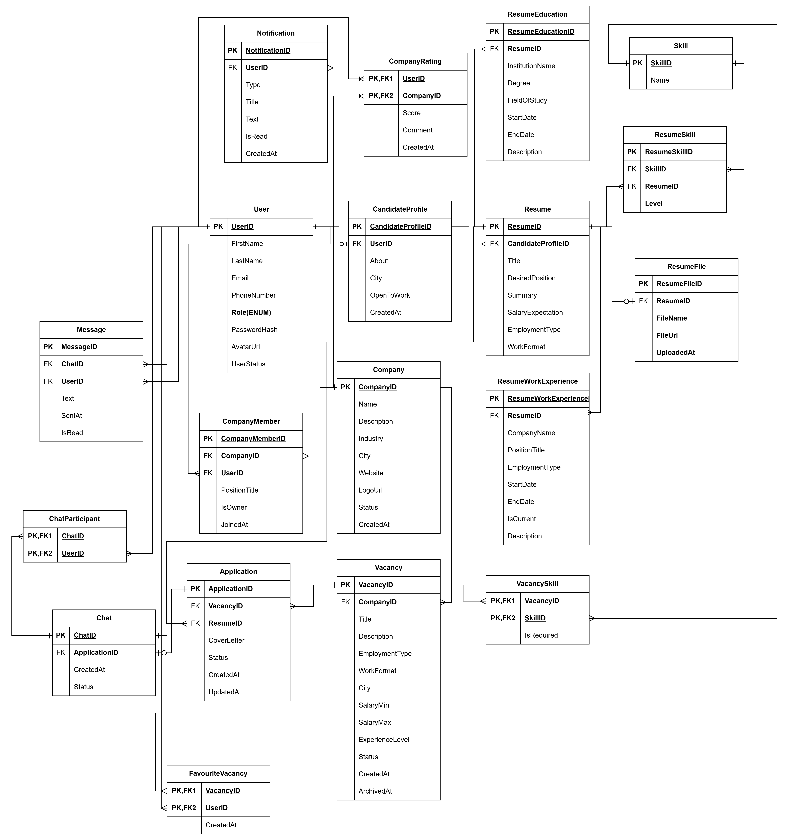 Notification
PK NotificationID
FK UserID
Type
Title
Text
IsRead
CreatedAt
CompanyRating
PK,FK1 UserID
PK,FK2 CompanyID
Score
Comment
CreatedAt
ResumeEducation
PK ResumeEducationID
FK ResumeID
InstitutionName
Degree
FieldOfStudy
StartDate
EndDate
Description
Skill
PK SkillID
Name
ResumeSkill
PK ResumeSkillID
FK SkillID
FK ResumeID
Level
User
PK UserID
FirstName
LastName
Email
PhoneNumber
Role(ENUM)
PasswordHash
AvatarUrl
UserStatus
CandidateProfile
PK CandidateProfileID
FK UserID
About
City
OpenToWork
CreatedAt
Resume
PK ResumeID
FK CandidateProfileID
Title
DesiredPosition
Summary
SalaryExpectation
EmploymentType
WorkFormat
ResumeFile
PK ResumeFileID
FK ResumeID
FileName
FileUrl
UploadedAt
Message
PK MessageID
FK ChatID
FK UserID
Text
SentAt
IsRead
Company
PK CompanyID
Name
Description
Industry
City
Website
LogoUrl
Status
CreatedAt
ResumeWorkExperience
PK ResumeWorkExperience
FK ResumeID
CompanyName
PositionTitle
EmploymentType
StartDate
EndDate
IsCurrent
Description
CompanyMember
PK CompanyMemberID
FK CompanyID
FK UserID
PositionTitle
IsOwner
JoinedAt
ChatParticipant
PK,FK1 ChatID
PK,FK2 UserID
Application
PK ApplicationID
FK VacancyID
FK ResumeID
CoverLetter
Status
CreatedAt
UpdatedA
Vacancy
PK VacancyID
FK CompanyID
Title
Description
EmploymentType
WorkFormat
City
SalaryMin
SalaryMax
ExperienceLevel
Status
CreatedAt
ArchivedAt
VacancySkill
PK,FK1 VacancyID
PK,FK2 SkillID
IsRequired
Chat
PK ChatID
FK ApplicationID
CreatedAt
Status
FavouriteVacancy
PK,FK1 VacancyID
PK,FK2 UserID
CreatedAt